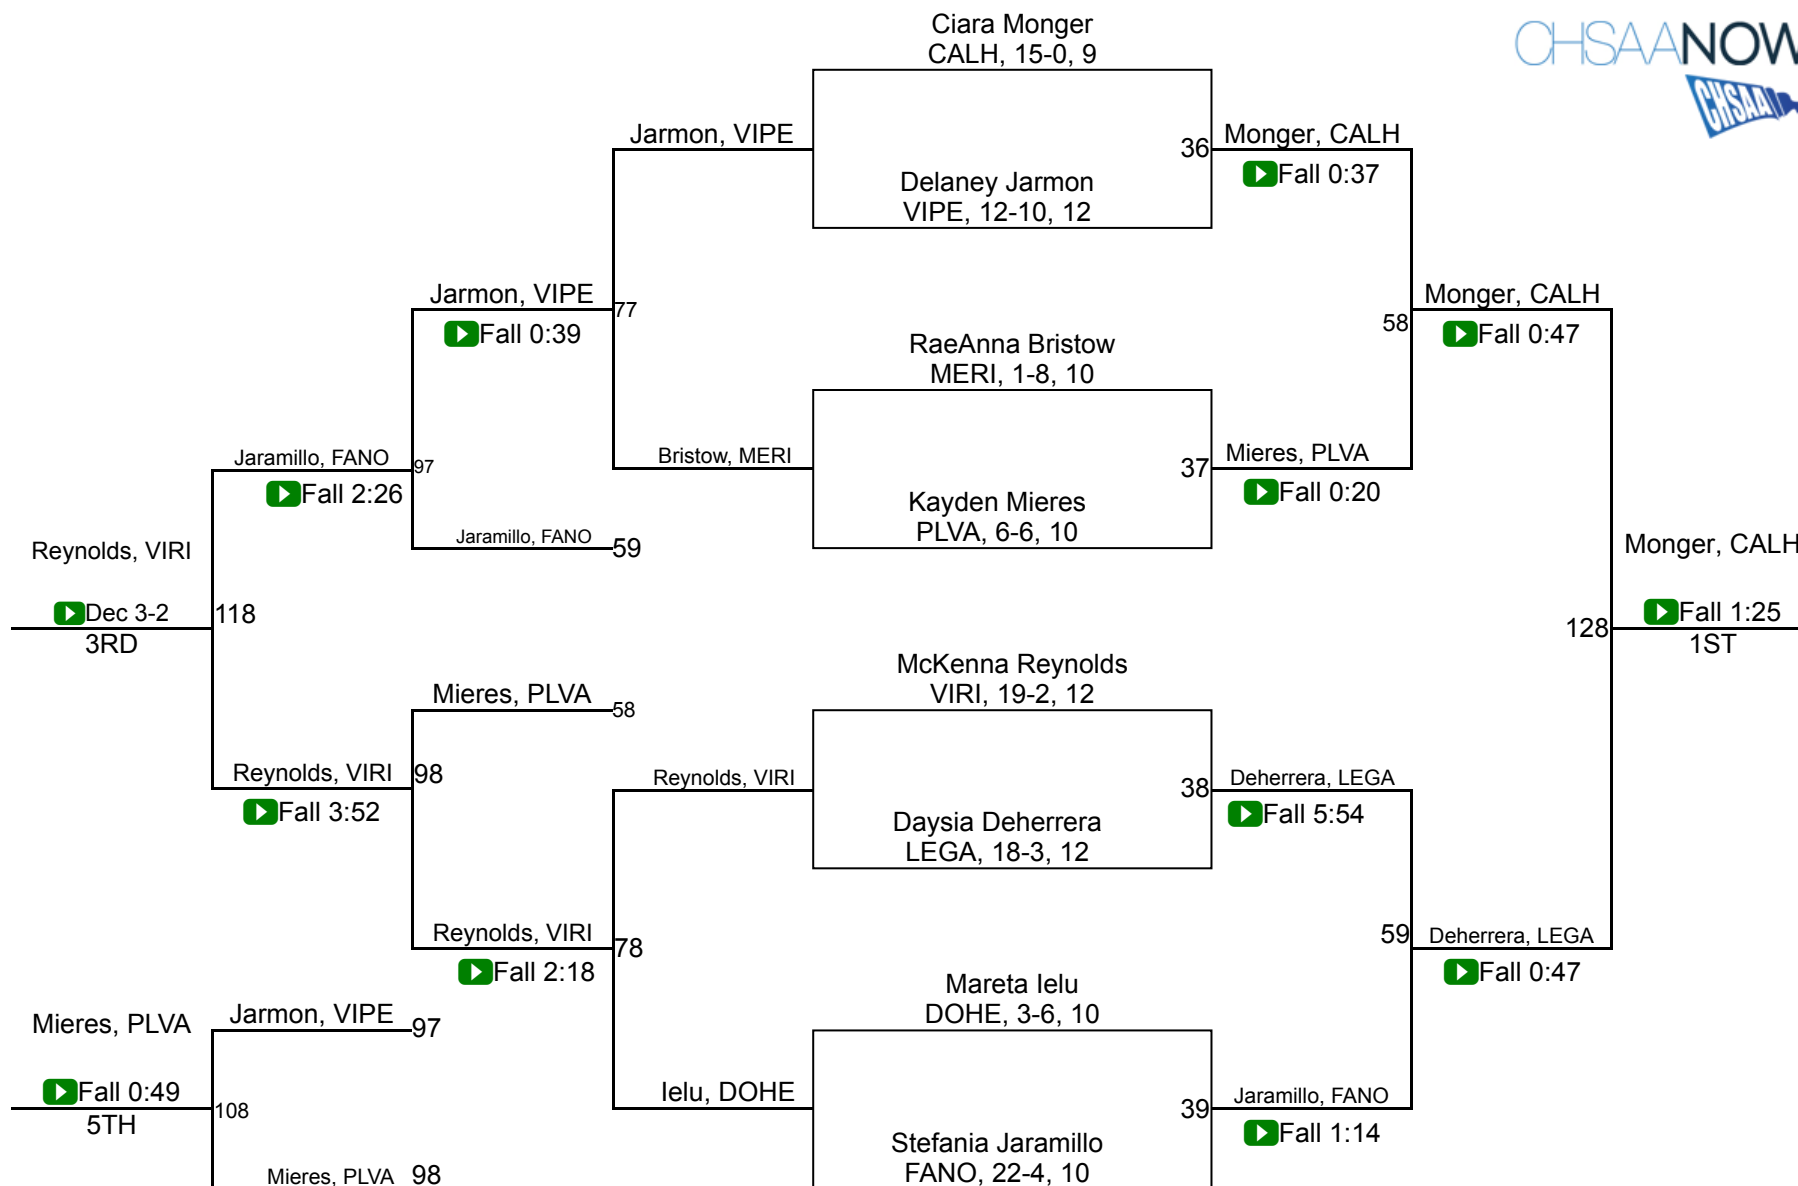 Ciara Monger
CALH, 15-0, 9
CHSAANOW
CHSAA
Jarmon, VIPE
36
Monger, CALH
Fall 0:37
Delaney Jarmon
VIPE, 12-10, 12
Jarmon, VIPE
77
Fall 0:39
Monger, CALH
58
Fall 0:47
RaeAnna Bristow
MERI, 1-8, 10
Jaramillo, FANO
97
Fall 2:26
Bristow, MERI
37
Mieres, PLVA
Fall 0:20
Kayden Mieres
PLVA, 6-6, 10
Jaramillo, FANO
59
Reynolds, VIRI
Dec 3-2
3RD
118
Monger, CALH
128
Fall 1:25
1ST
McKenna Reynolds
VIRI, 19-2, 12
Mieres, PLVA
58
Reynolds, VIRI
98
Fall 3:52
Reynolds, VIRI
38
Deherrera, LEGA
Fall 5:54
Daysia Deherrera
LEGA, 18-3, 12
Reynolds, VIRI
78
Fall 2:18
59
Deherrera, LEGA
Fall 0:47
Mareta Ielu
DOHE, 3-6, 10
Mieres, PLVA
Jarmon, VIPE
97
Fall 0:49
5TH
108
Ielu, DOHE
39
Jaramillo, FANO
Fall 1:14
Stefania Jaramillo
FANO, 22-4, 10
Mieres, PLVA
98